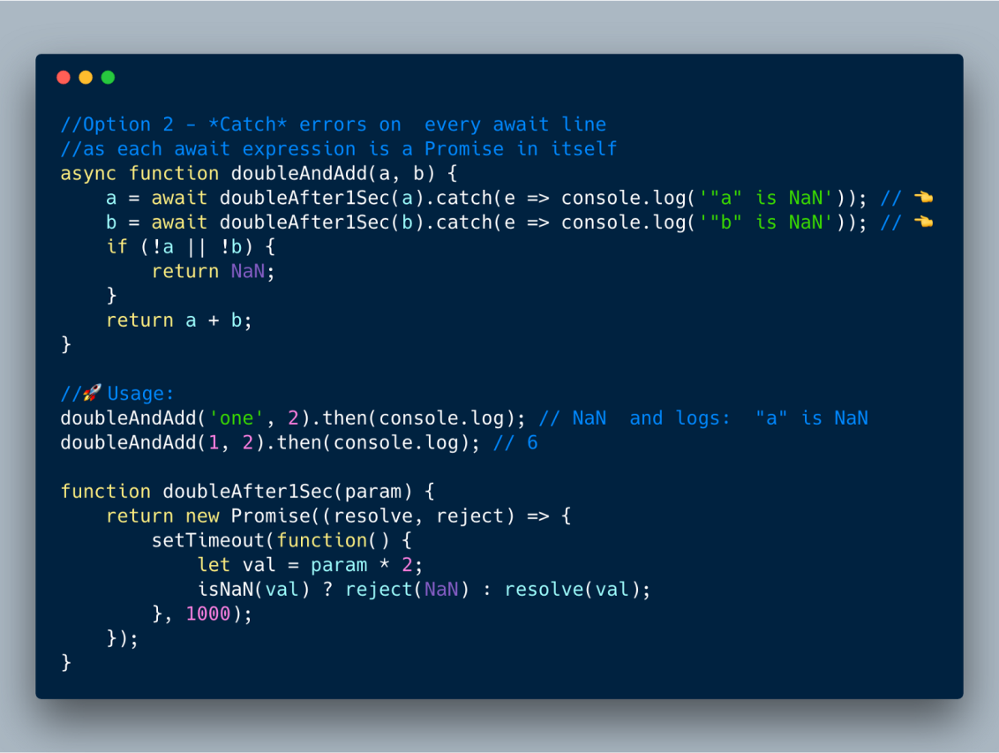 //Option 2 - *Catch* errors on  every await line
//as each await expression is a Promise in itself
async function doubleAndAdd(a, b) {
    a = await doubleAfter1Sec(a).catch(e => console.log('"a" is NaN')); // 👈
    b = await doubleAfter1Sec(b).catch(e => console.log('"b" is NaN')); // 👈
    if (!a || !b) {
        return NaN;
    }
    return a + b;
}

//🚀 Usage:
doubleAndAdd('one', 2).then(console.log); // NaN  and logs:  "a" is NaN
doubleAndAdd(1, 2).then(console.log); // 6

function doubleAfter1Sec(param) {
    return new Promise((resolve, reject) => {
        setTimeout(function() {
            let val = param * 2;
            isNaN(val) ? reject(NaN) : resolve(val);
        }, 1000);
    });
}